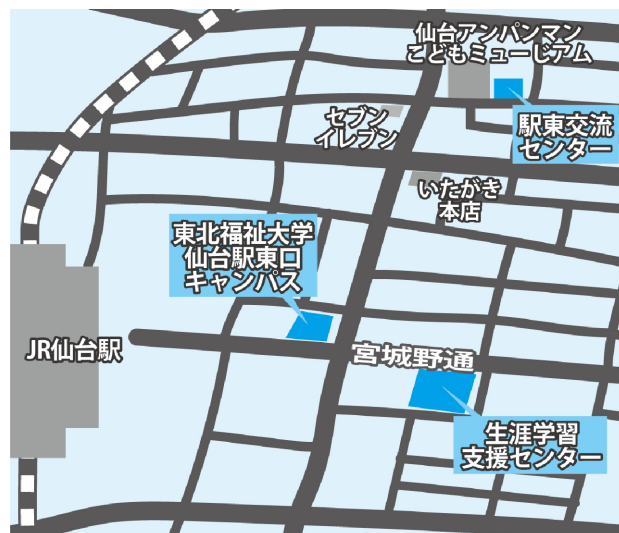 仙台アンパンマン
こどもミュージアム
セブン
イレブン
駅東交流
センター
いたがき
本店
東北福祉大学
仙台駅東口
キャンパス
JR仙台駅
宮城野通
生涯学習
支援センター